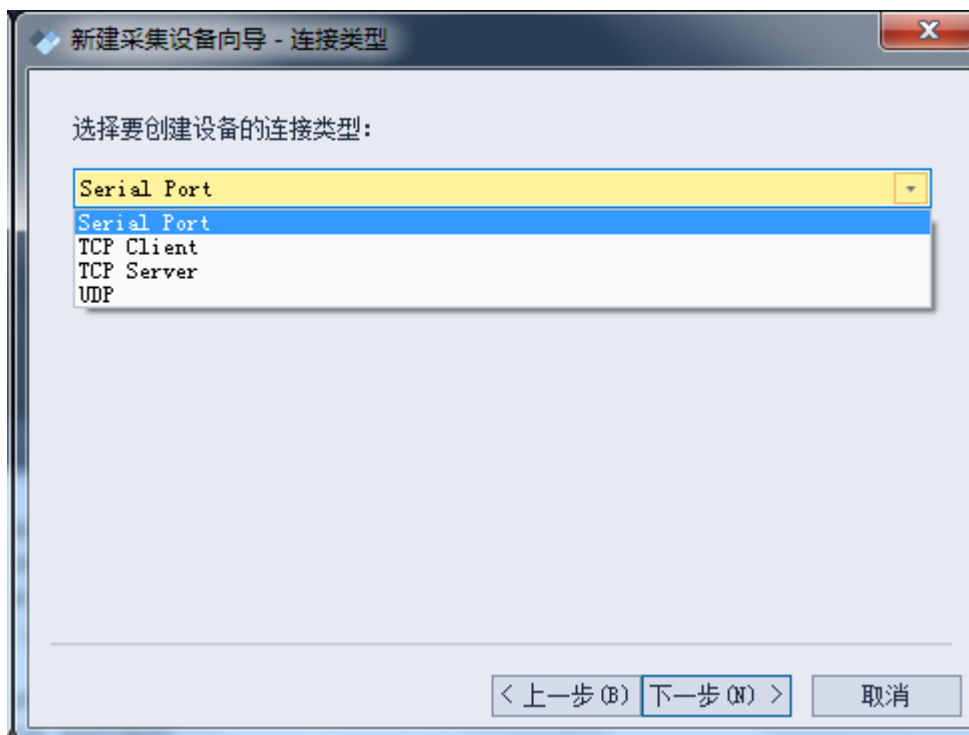 新建采集设备向导 - 连接类型
选择要创建设备的连接类型:
Serial Port
Serial Port
TCP Client
TCP Server
UDP
< 上一步(B)
下一步(N) >
取消